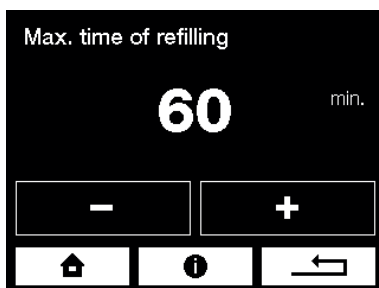 Max. time of refilling
60 min.
− +